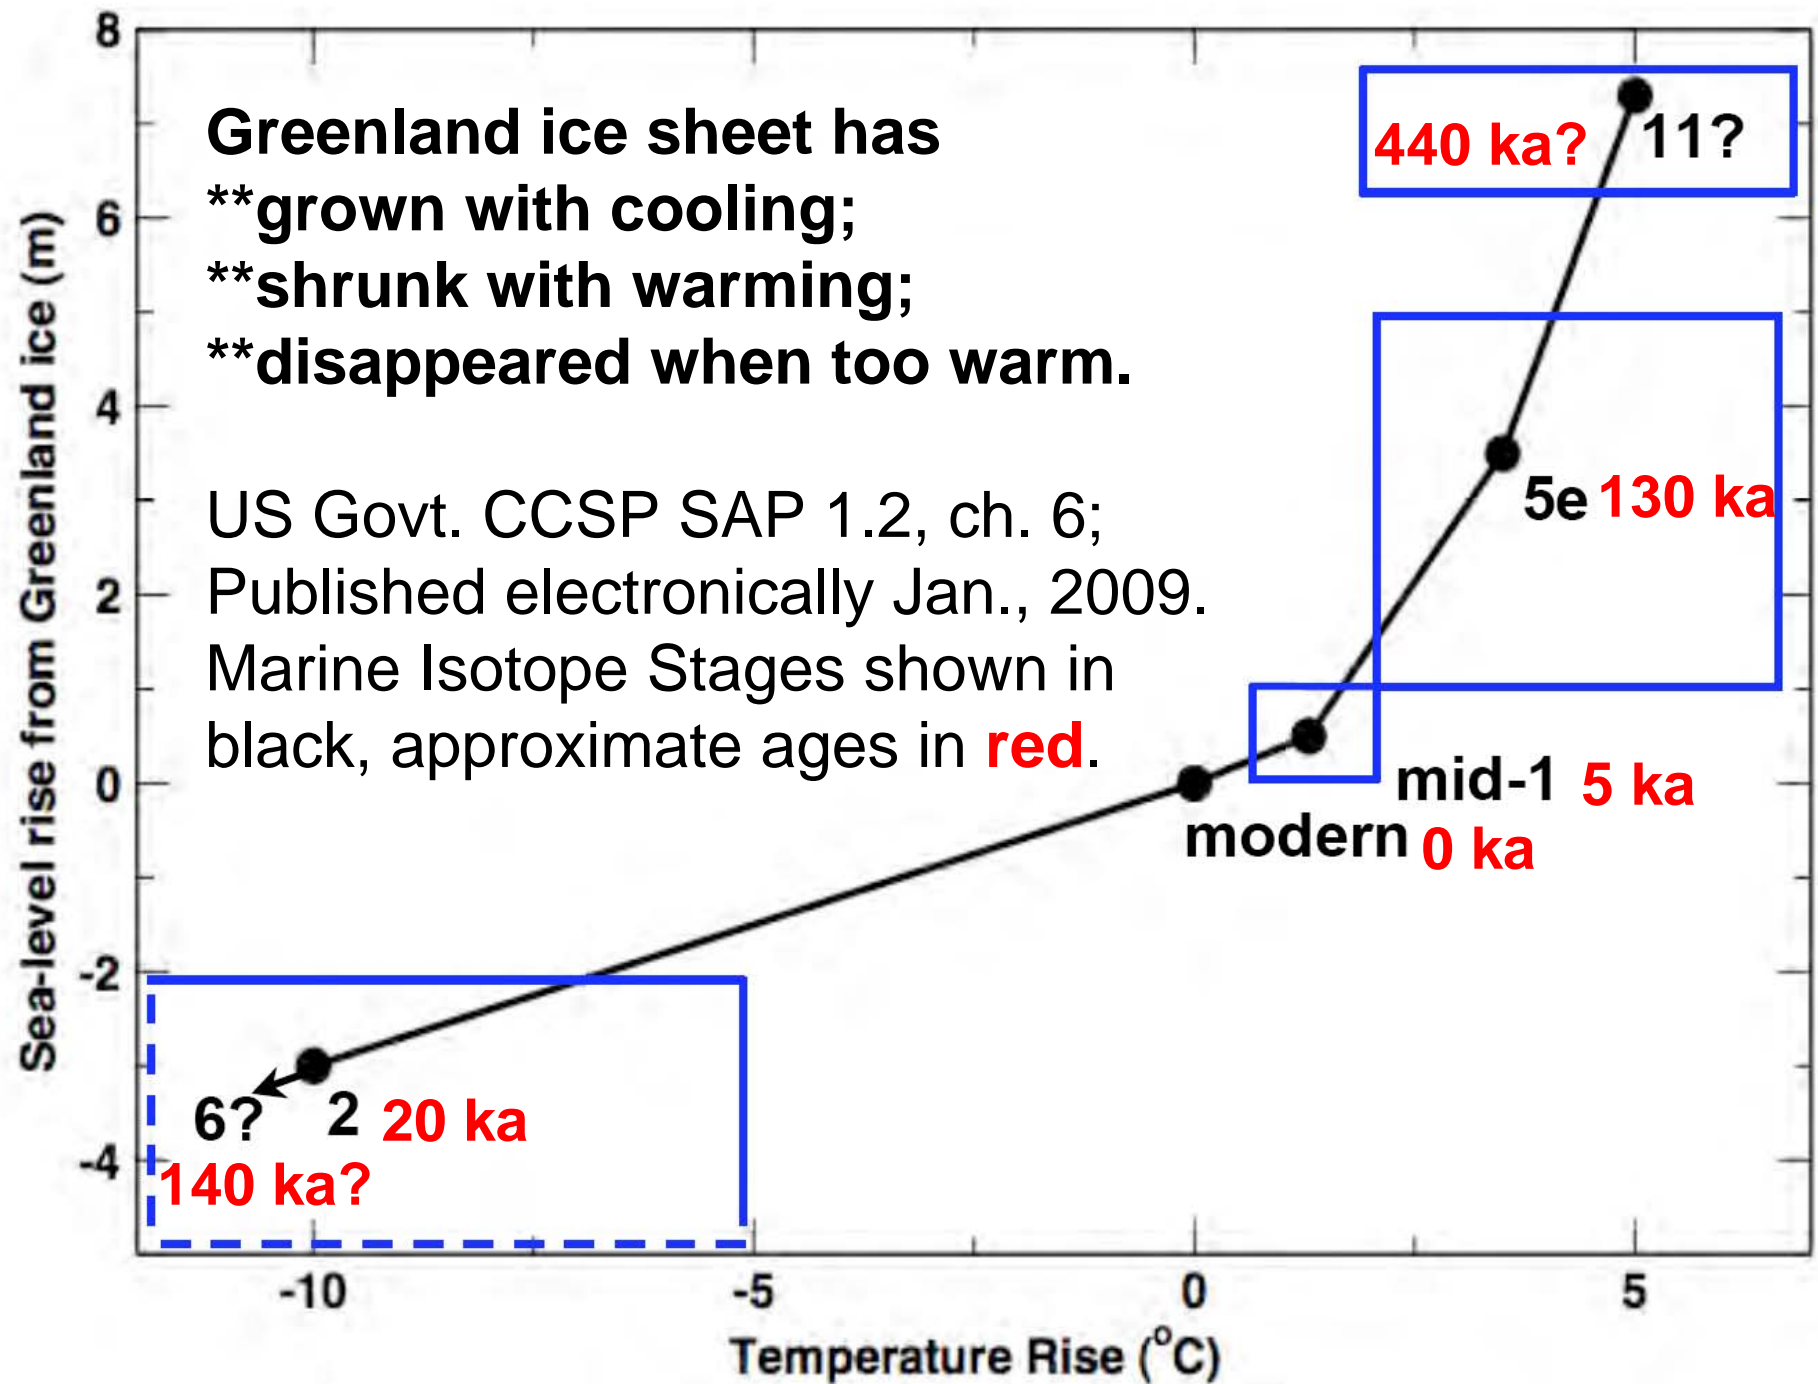 8
Greenland ice sheet has
**grown with cooling;
**shrunk with warming;
**disappeared when too warm.
US Govt. CCSP SAP 1.2, ch. 6;
Published electronically Jan., 2009.
Marine Isotope Stages shown in
black, approximate ages in red.
440 ka? 11?
6
4
5e 130 ka
2
0
mid-1 5 ka
modern 0 ka
-2
6? 2 20 ka
-4
140 ka?
Sea-level rise from Greenland ice (m)
-10 -5 0 5
Temperature Rise (°C)